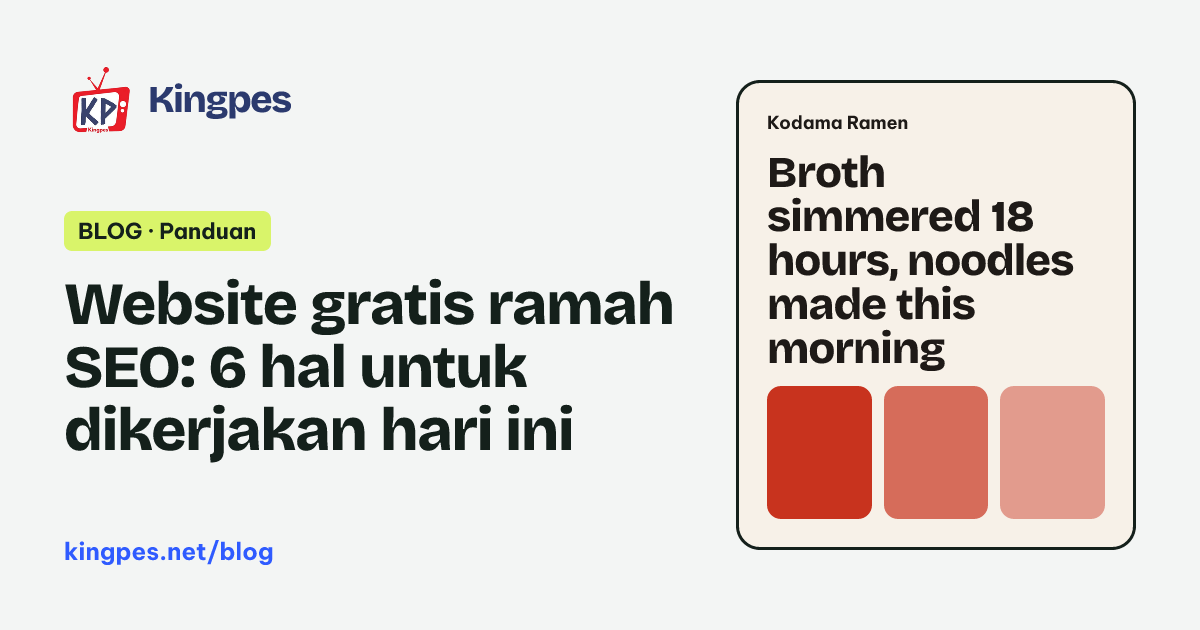 KP
Kingpes
Kingpes
BLOG · Panduan
Website gratis ramah
SEO: 6 hal untuk
dikerjakan hari ini
kingpes.net/blog
Kodama Ramen
Broth
simmered 18
hours, noodles
made this
morning